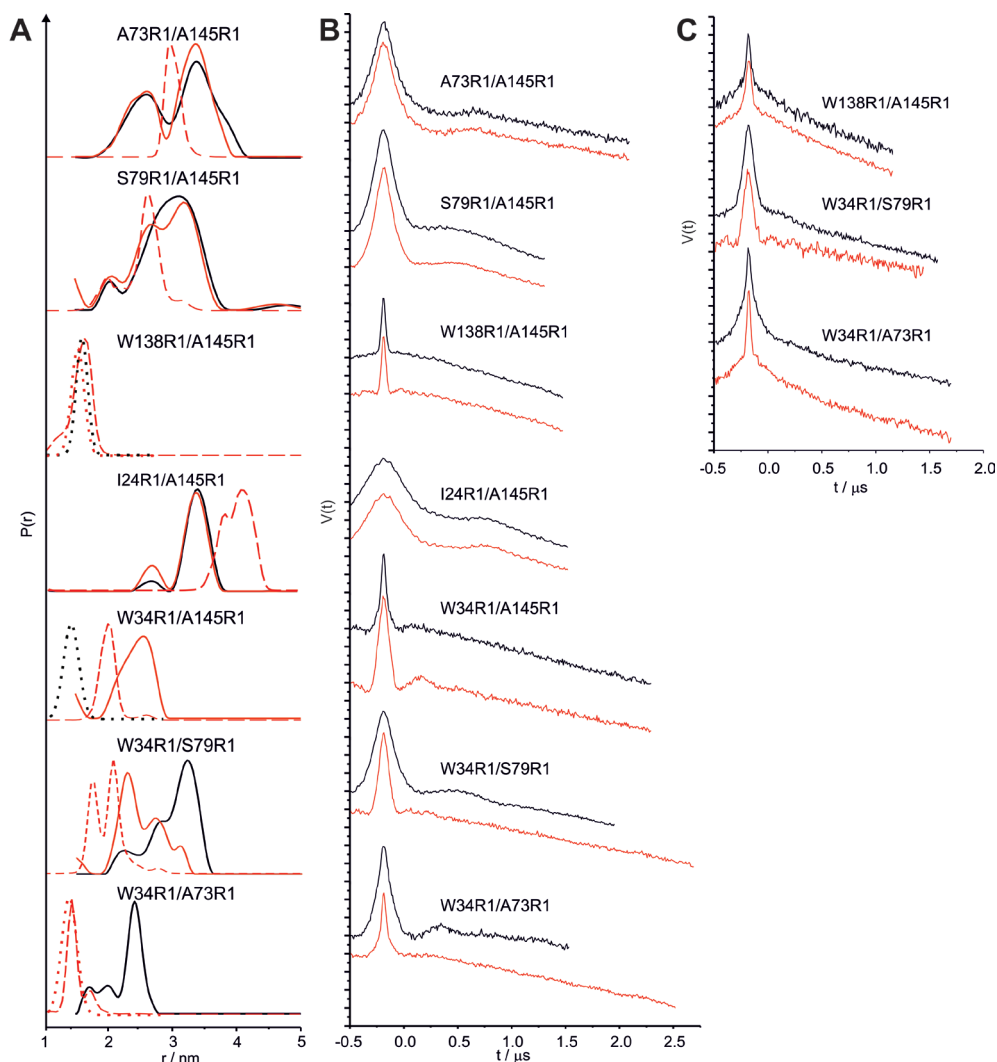 A
A73R1/A145R1
S79R1/A145R1
W138R1/A145R1
I24R1/A145R1
W34R1/A145R1
W34R1/S79R1
W34R1/A73R1
P(r)
1 2 3 4 5
r / nm
B
A73R1/A145R1
S79R1/A145R1
W138R1/A145R1
I24R1/A145R1
W34R1/A145R1
W34R1/S79R1
W34R1/A73R1
V(t)
-0.5 0.0 0.5 1.0 1.5 2.0 2.5
t / μs
C
W138R1/A145R1
W34R1/S79R1
W34R1/A73R1
V(t)
-0.5 0.0 0.5 1.0 1.5 2.0
t / μs